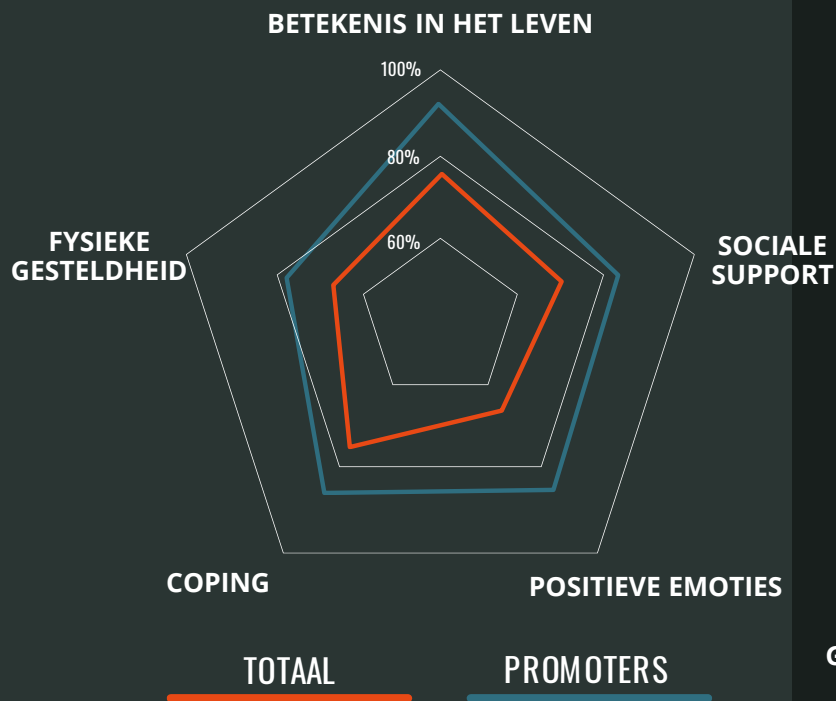 BETEKENIS IN HET LEVEN
100%
80%
60%
FYSIEKE
GESTELDHEID
SOCIALE
SUPPORT
COPING
POSITIEVE EMOTIES
TOTAAL
PROMOTERS